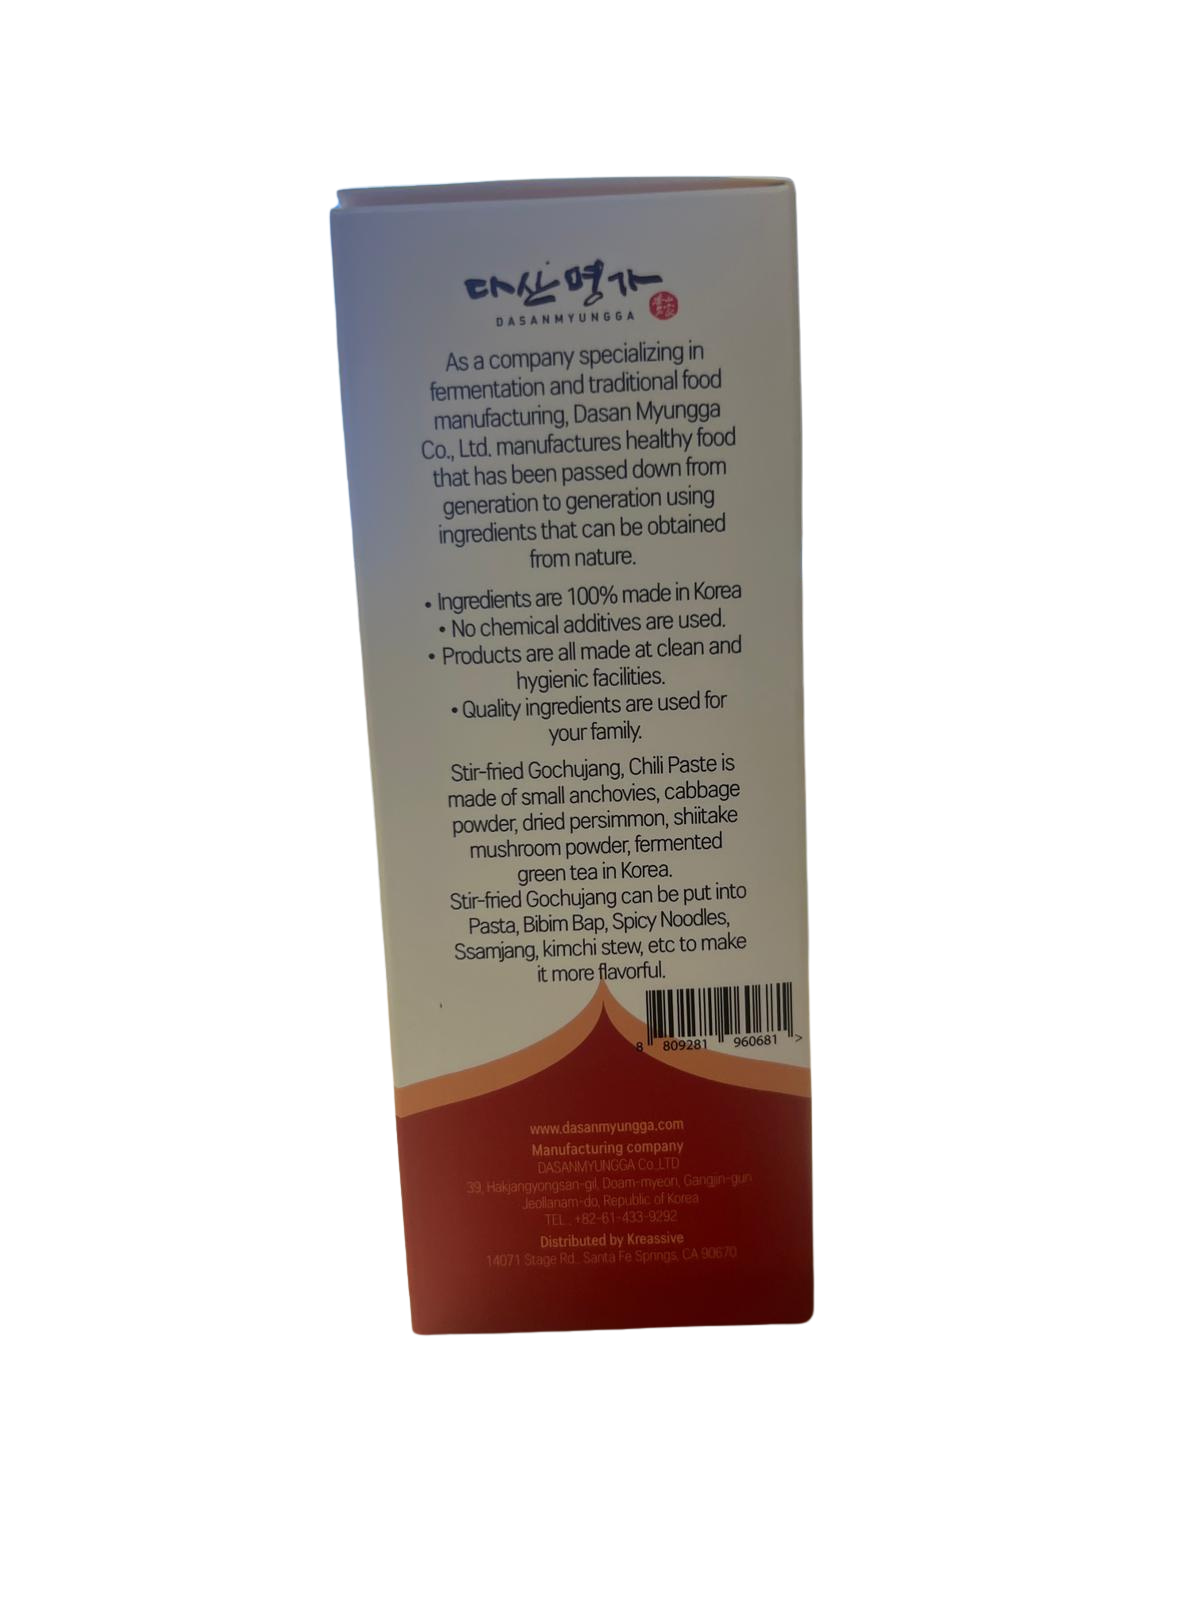 다산명가
DASANMYUNGGA
As a company specializing in
fermentation and traditional food
manufacturing, Dasan Myungga
Co., Ltd. manufactures healthy food
that has been passed down from
generation to generation using
ingredients that can be obtained
from nature.
• Ingredients are 100% made in Korea
• No chemical additives are used.
• Products are all made at clean and
hygienic facilities.
• Quality ingredients are used for
your family.
Stir-fried Gochujang, Chili Paste is
made of small anchovies, cabbage
powder, dried persimmon, shiitake
mushroom powder, fermented
green tea in Korea.
Stir-fried Gochujang can be put into
Pasta, Bibim Bap, Spicy Noodles,
Ssamjang, kimchi stew, etc to make
it more flavorful.
8 809281 960681 >
www.dasanmyungga.com
Manufacturing company
DASANMYUNGGA Co.,LTD
39, Hakjangyongsan-gil, Doam-myeon, Gangjin-gun
Jeollanam-do, Republic of Korea
TEL.: +82-61-433-9292
Distributed by Kreassive
14071 Stage Rd., Santa Fe Springs, CA 90670